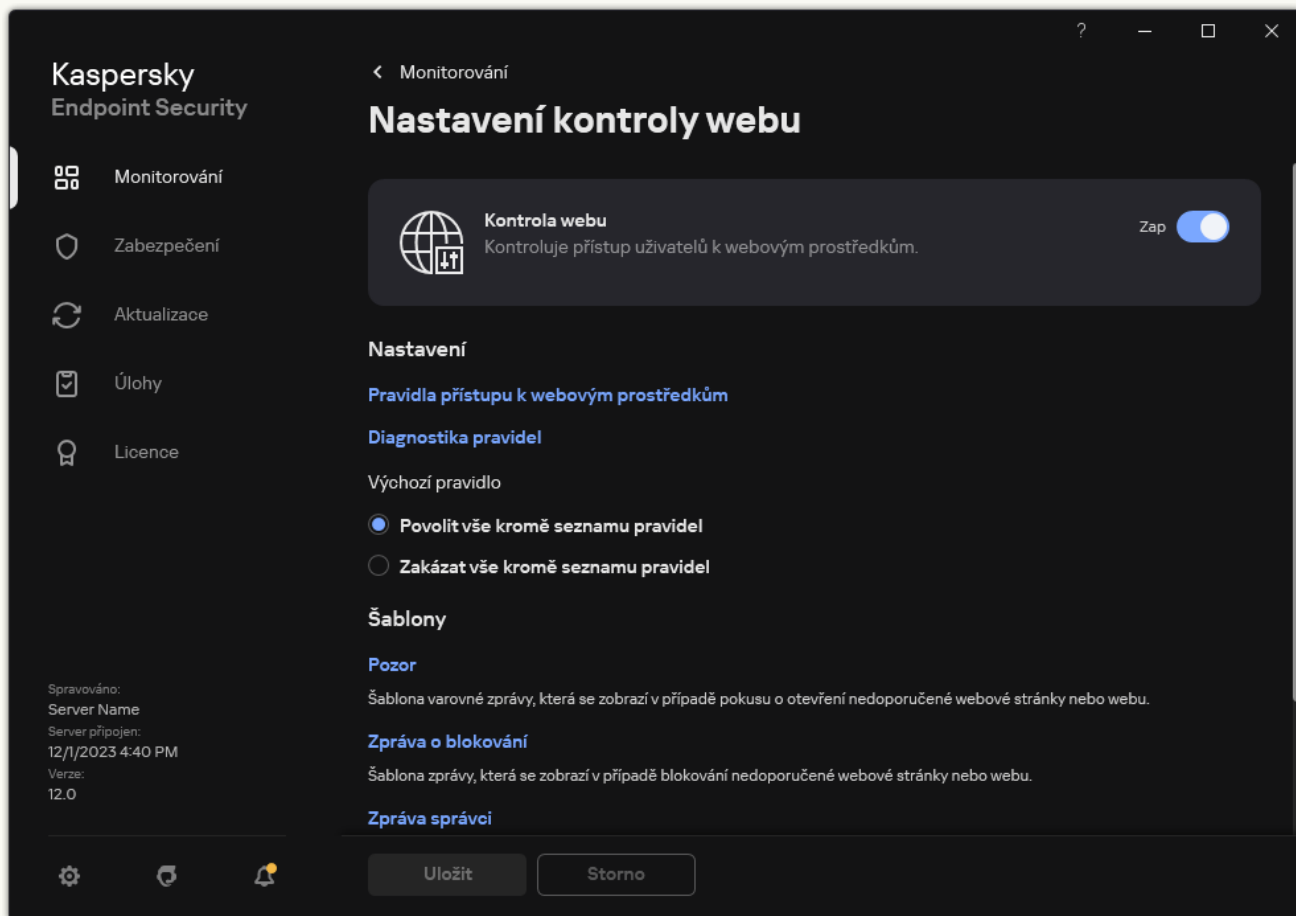 ?
Kaspersky
Endpoint Security
Monitorování
Zabezpečení
Aktualizace
Úlohy
Licence
Spravováno:
Server Name
Server připojen:
12/1/2023 4:40 PM
Verze:
12.0
Monitorování
Nastavení kontroly webu
Kontrola webu
Kontroluje přístup uživatelů k webovým prostředkům.
Zap
Nastavení
Pravidla přístupu k webovým prostředkům
Diagnostika pravidel
Výchozí pravidlo
Povolit vše kromě seznamu pravidel
Zakázat vše kromě seznamu pravidel
Šablony
Pozor
Šablona varovné zprávy, která se zobrazí v případě pokusu o otevření nedoporučené webové stránky nebo webu.
Zpráva o blokování
Šablona zprávy, která se zobrazí v případě blokování nedoporučené webové stránky nebo webu.
Zpráva správci
Uložit
Storno